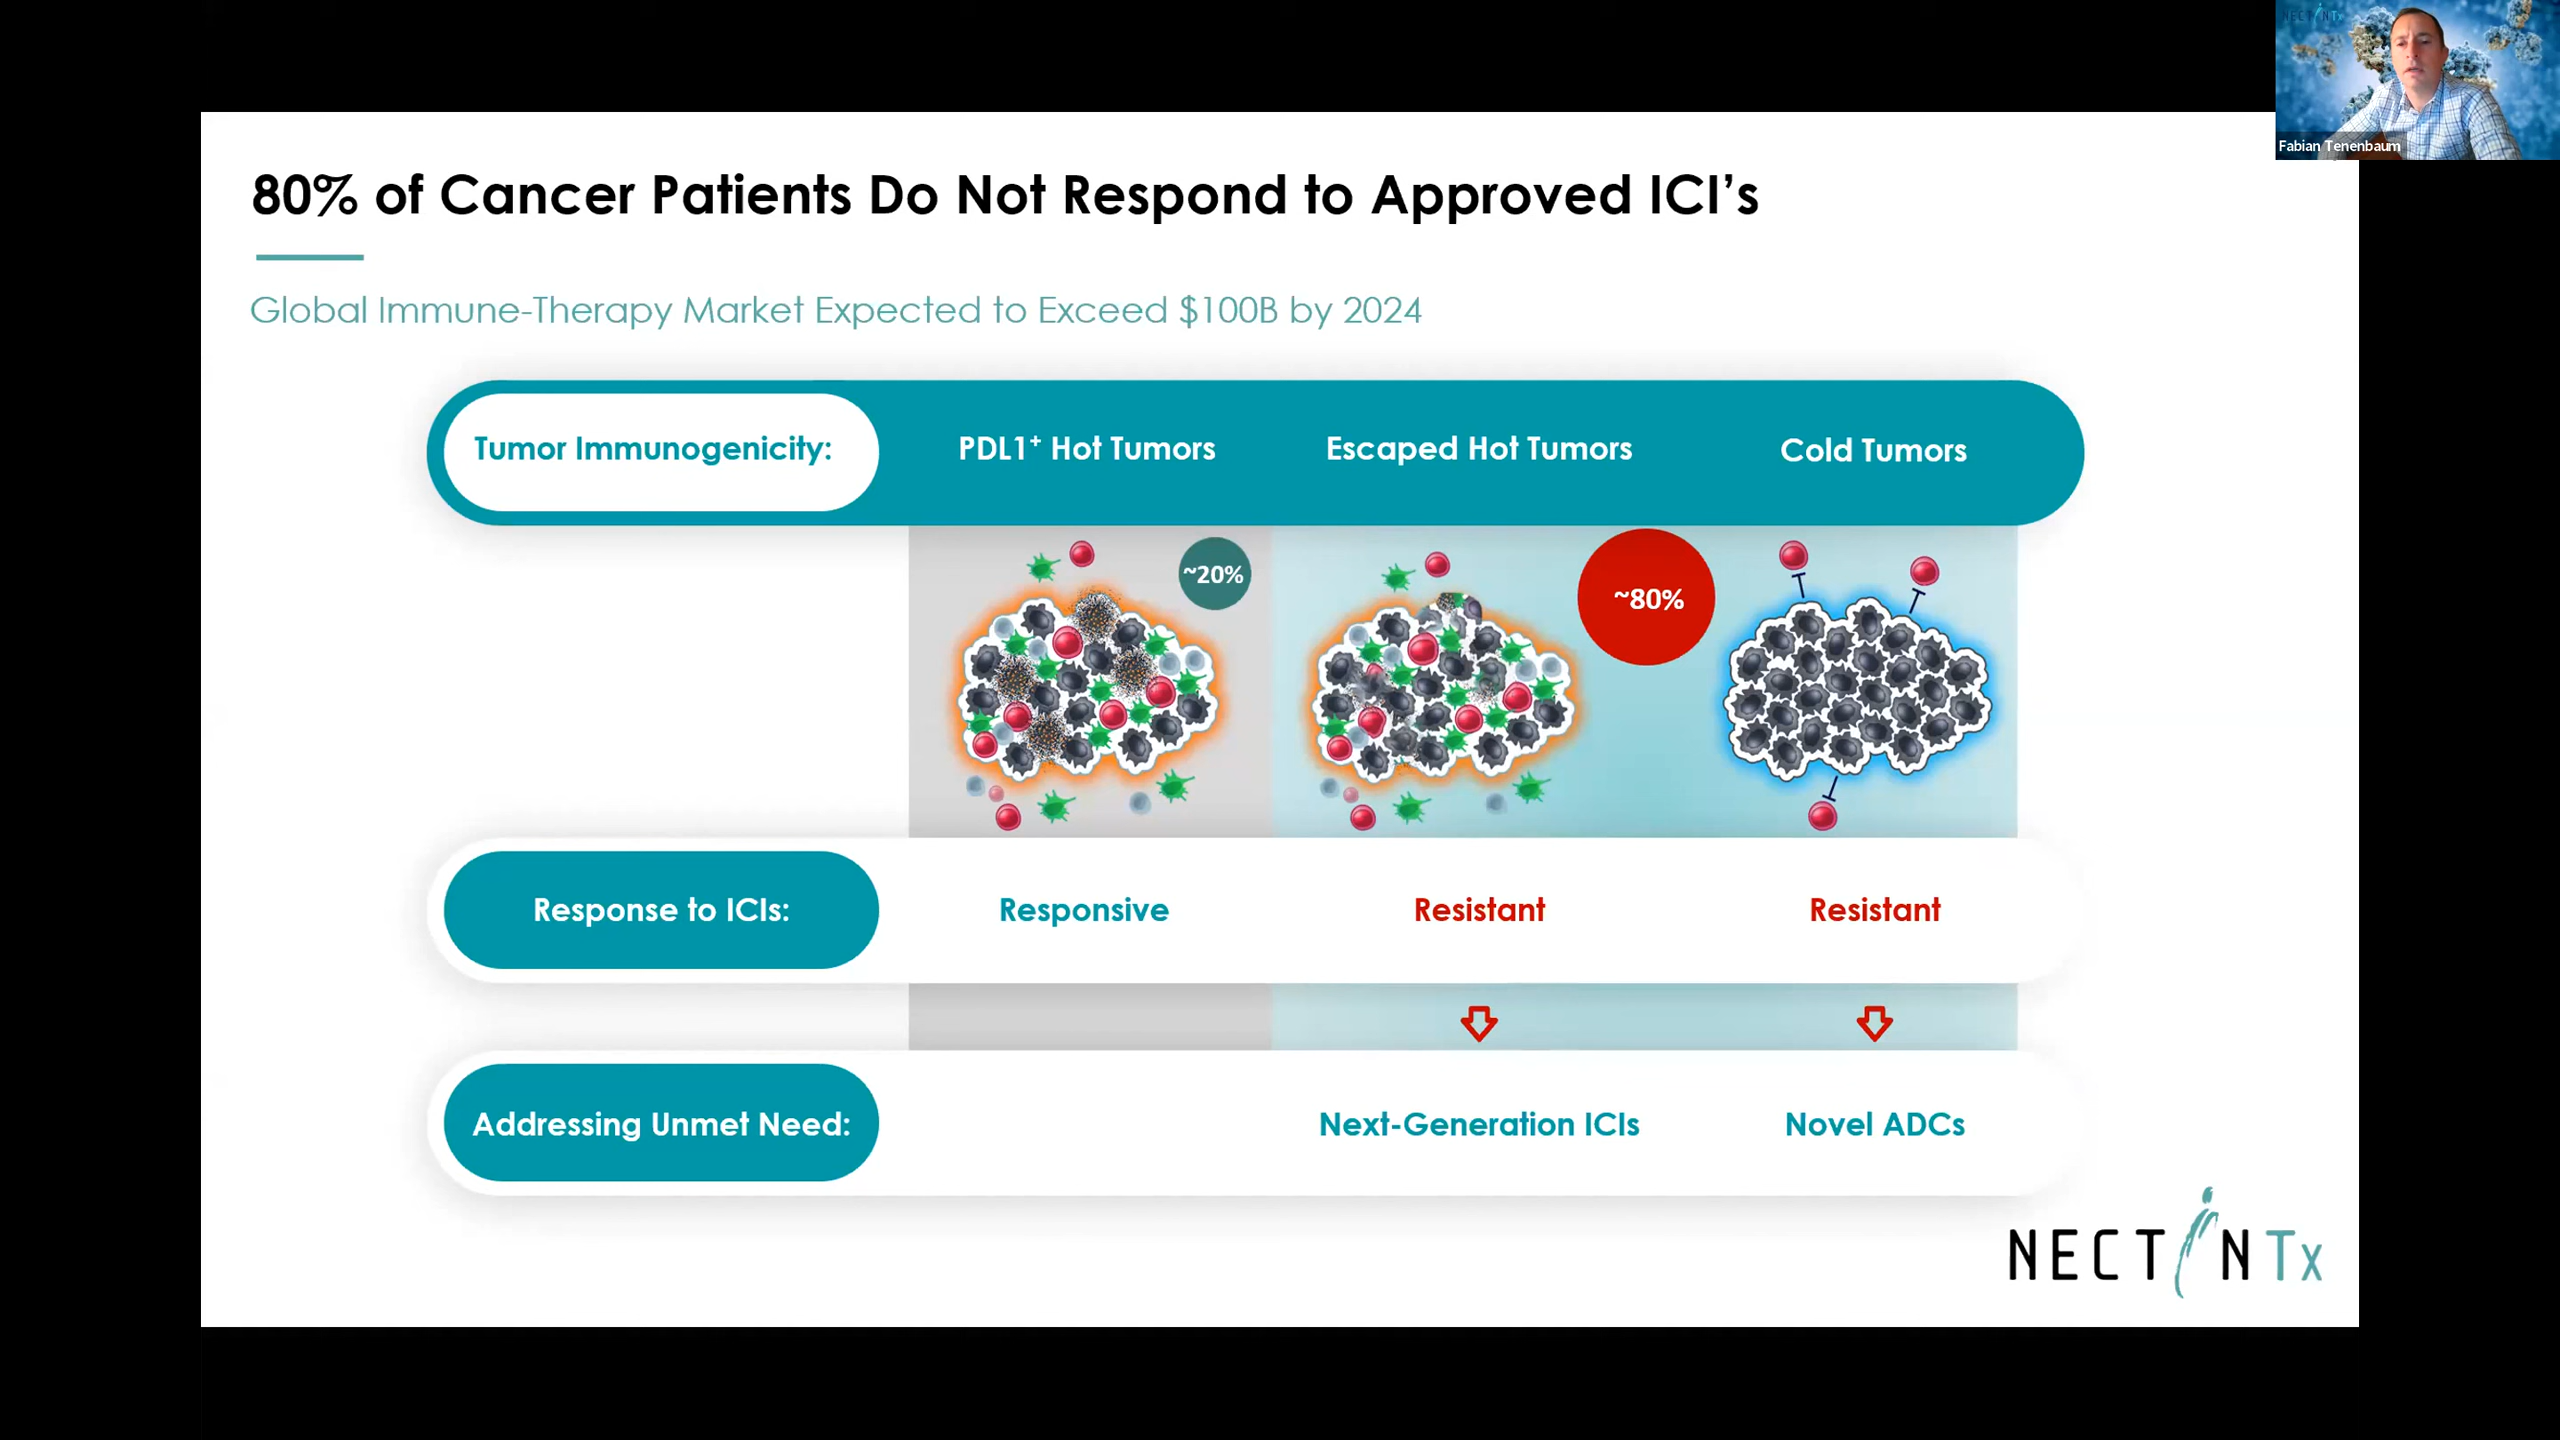 NECTINTx
Fabian Tenenbaum
80% of Cancer Patients Do Not Respond to Approved ICI’s
Global Immune-Therapy Market Expected to Exceed $100B by 2024
Tumor Immunogenicity: PDL1⁺ Hot Tumors Escaped Hot Tumors Cold Tumors
~20% ~80%
Response to ICIs: Responsive Resistant Resistant
Addressing Unmet Need: Next-Generation ICIs Novel ADCs
NECTINTx